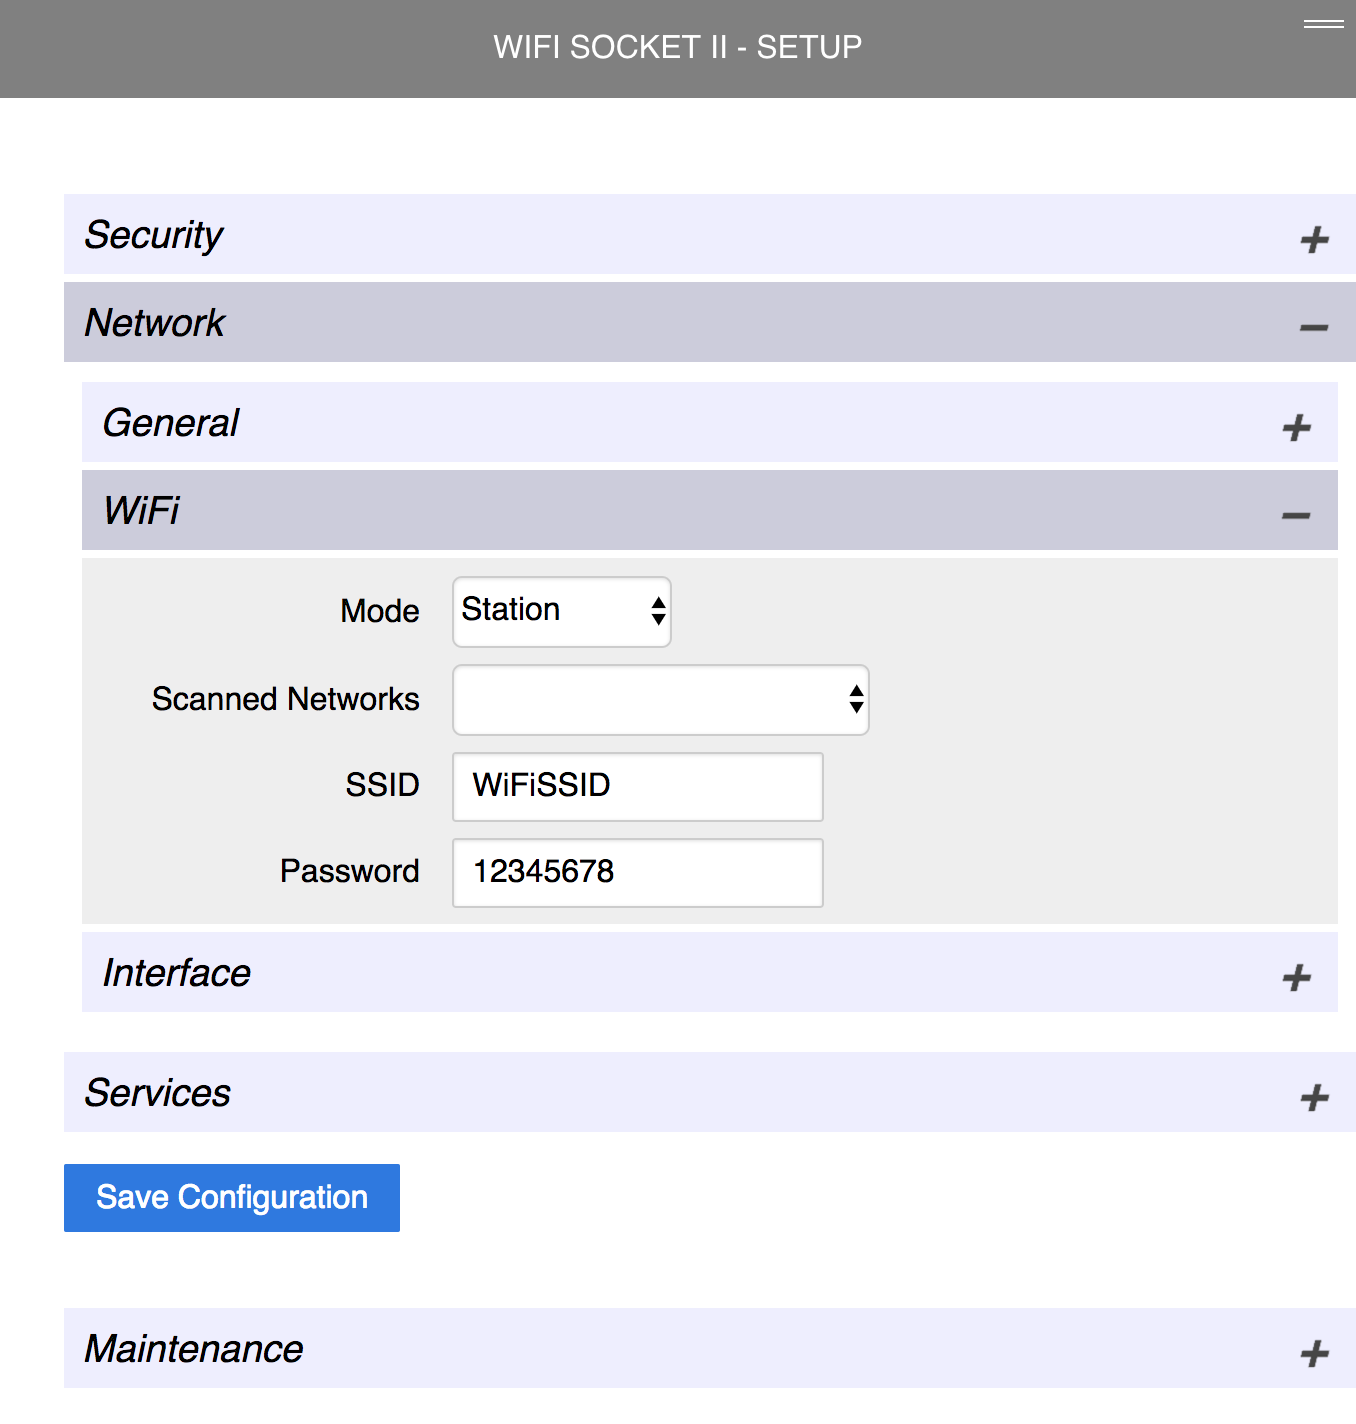 WIFI SOCKET II - SETUP
Security
Network
General
WiFi
Mode Station
Scanned Networks
SSID WiFiSSID
Password 12345678
Interface
Services
Save Configuration
Maintenance